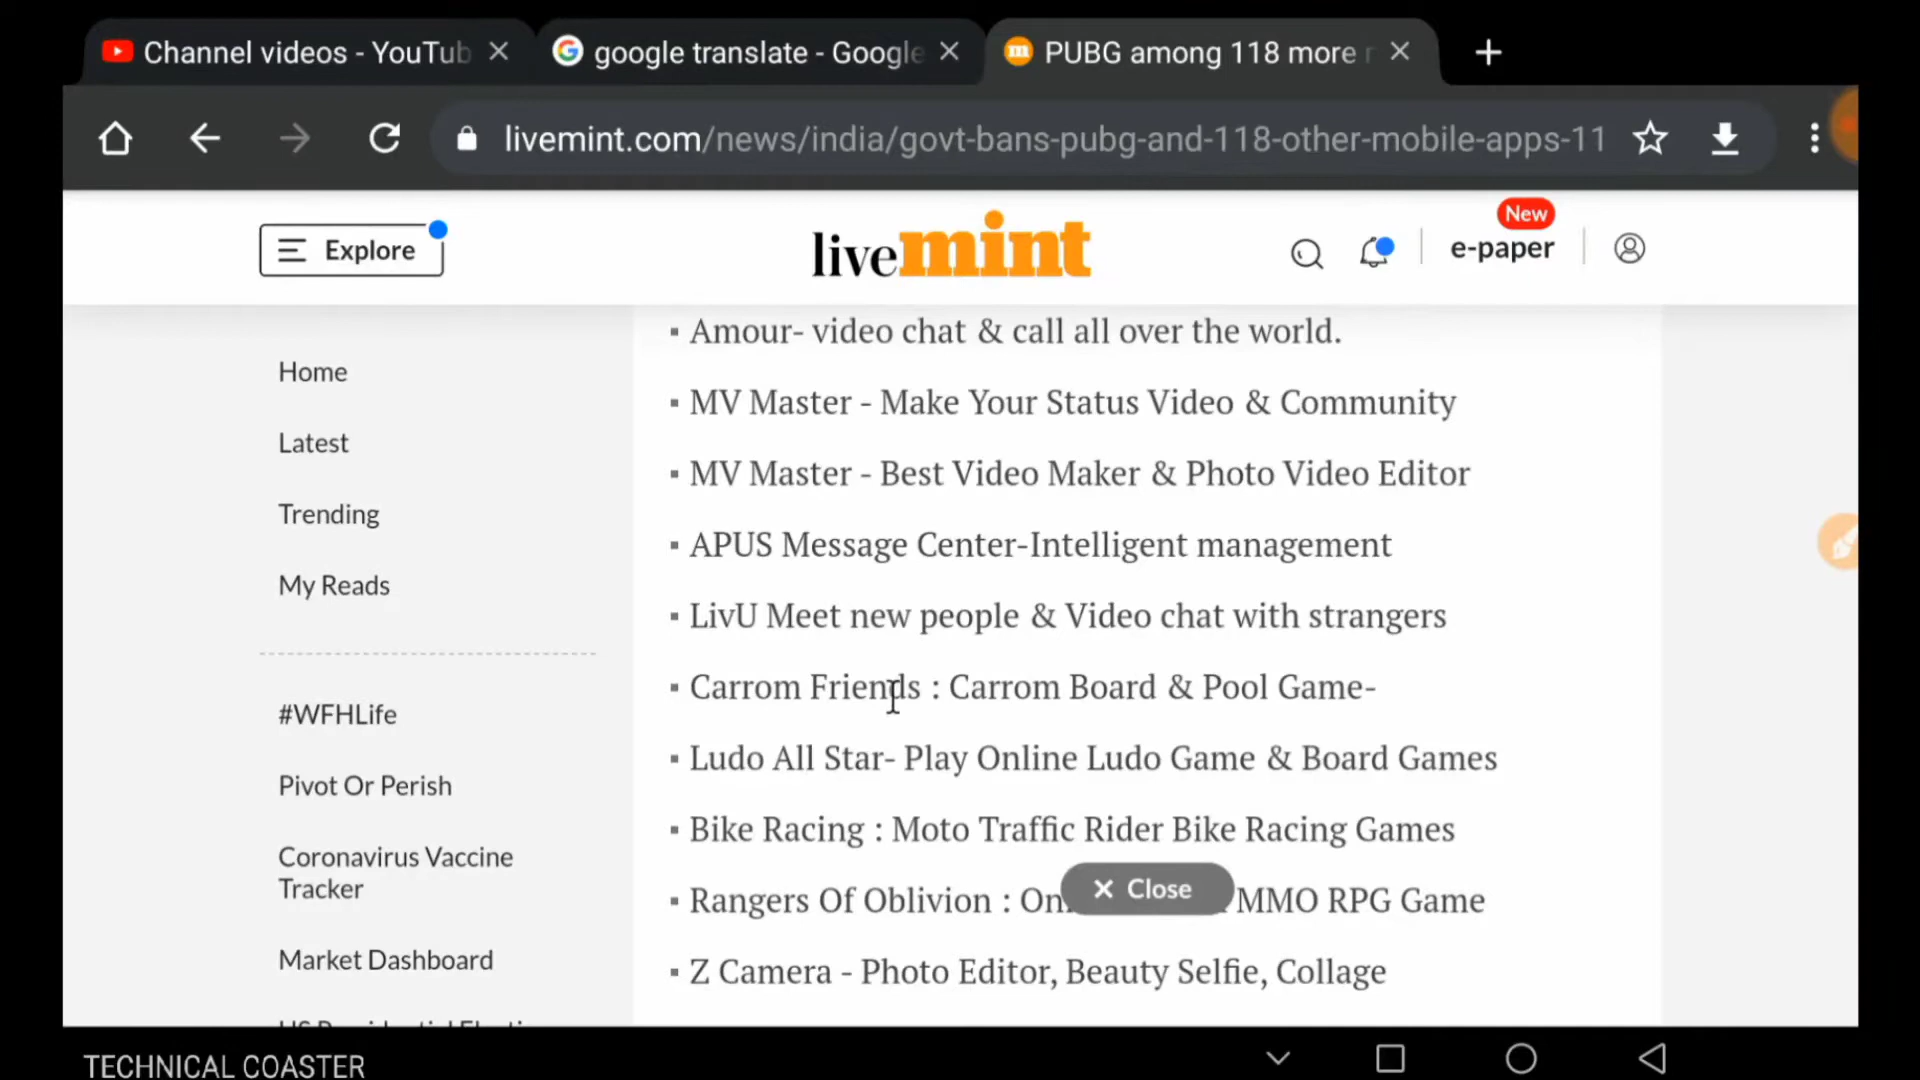 Channel videos - YouTub
google translate - Google
PUBG among 118 more
livemint.com/news/india/govt-bans-pubg-and-118-other-mobile-apps-11
Explore
livemint
New
e-paper
Home
Latest
Trending
My Reads
#WFHLife
Pivot Or Perish
Coronavirus Vaccine
Tracker
Market Dashboard
▪ Amour- video chat & call all over the world.
▪ MV Master - Make Your Status Video & Community
▪ MV Master - Best Video Maker & Photo Video Editor
▪ APUS Message Center-Intelligent management
▪ LivU Meet new people & Video chat with strangers
▪ Carrom Friends : Carrom Board & Pool Game-
▪ Ludo All Star- Play Online Ludo Game & Board Games
▪ Bike Racing : Moto Traffic Rider Bike Racing Games
▪ Rangers Of Oblivion : MMO RPG Game
Close
▪ Z Camera - Photo Editor, Beauty Selfie, Collage
TECHNICAL COASTER